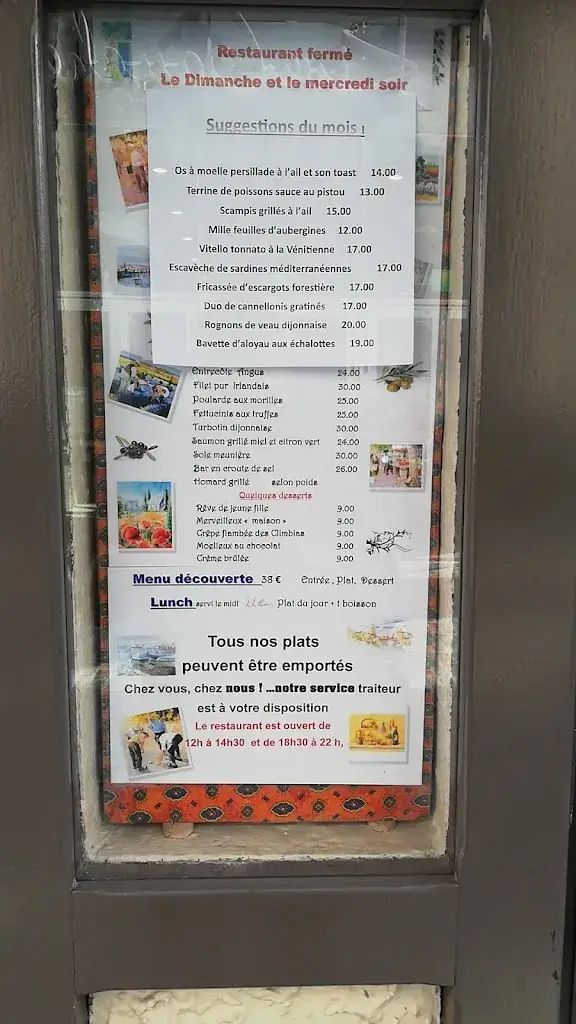 Restaurant fermé
Le Dimanche et le mercredi soir
Suggestions du mois !
Os à moelle persillade à l'ail et son toast 14.00
Terrine de poissons sauce au pistou 13.00
Scampis grillés à l'ail 15.00
Mille feuilles d'aubergines 12.00
Vitello tonnato à la Vénitienne 17.00
Escavèche de sardines méditerranéennes 17.00
Fricassée d'escargots forestière 17.00
Duo de cannellonis gratinés 17.00
Rognons de veau dijonnaise 20.00
Bavette d'aloyau aux échalottes 19.00
Entrecôte Angus 24.00
Filet pur irlandais 30.00
Poularde aux morilles 25.00
Fettucinis aux truffes 25.00
Turbotin dijonnaise 30.00
Saumon grillé miel et citron vert 24.00
Sole meunière 30.00
Bar en croute de sel 26.00
Homard grillé selon poids
Quelques desserts
Rêve de jeune fille 9.00
Merveilleux « maison » 9.00
Crêpe flambée des Climbias 9.00
Moelleux au chocolat 9.00
Crème brûlée 9.00
Menu découverte 38 € Entrée, Plat, Dessert
Lunch servi le midi Plat du jour + 1 boisson
Tous nos plats
peuvent être emportés
Chez vous, chez nous ! ...notre service traiteur
est à votre disposition
Le restaurant est ouvert de
12h à 14h30 et de 18h30 à 22 h,